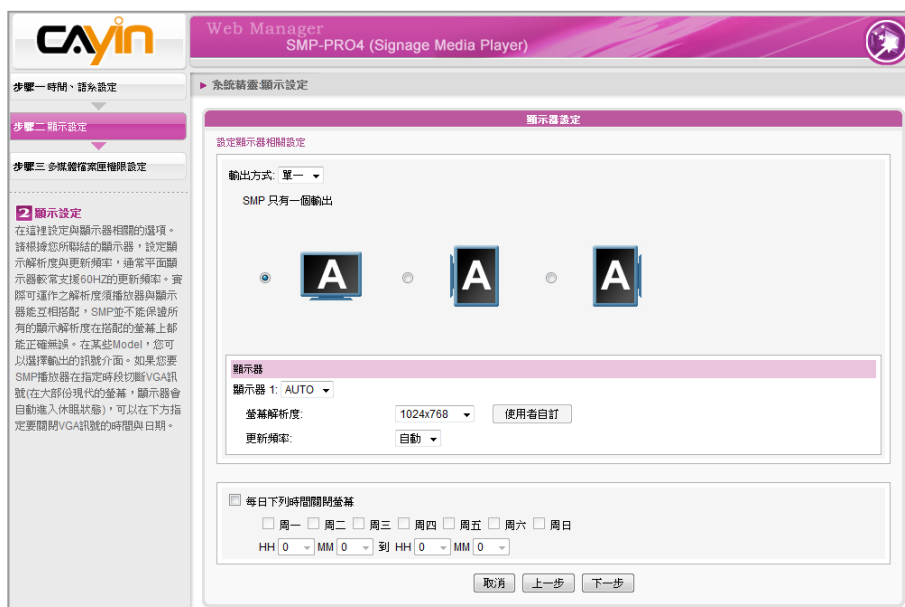 CAYIN
Web Manager
SMP-PRO4 (Signage Media Player)
步驟一 時間、語系設定
步驟二 顯示設定
步驟三 多媒體檔案匣權限設定
2 顯示設定
在這裡設定與顯示器相關的選項。
請根據您所聯結的顯示器，設定顯
示解析度與更新頻率，通常平面顯
示器較常支援60HZ的更新頻率。實
際可運作之解析度須播放器與顯示
器能互相搭配，SMP並不能保證所
有的顯示解析度在搭配的螢幕上都
能正確無誤。在某些Model，您可
以選擇輸出的訊號介面。如果您要
SMP播放器在指定時段切斷VGA訊
號(在大部份現代的螢幕，顯示器會
自動進入休眠狀態)，可以在下方指
定要關閉VGA訊號的時間與日期。
系統精靈:顯示設定
顯示器設定
設定顯示器相關設定
輸出方式: 單一
SMP 只有一個輸出
A A A
顯示器
顯示器 1: AUTO
螢幕解析度: 1024x768 使用者自訂
更新頻率: 自動
每日下列時間關閉螢幕
周一 周二 周三 周四 周五 周六 周日
HH 0 MM 0 到 HH 0 MM 0
取消 上一步 下一步